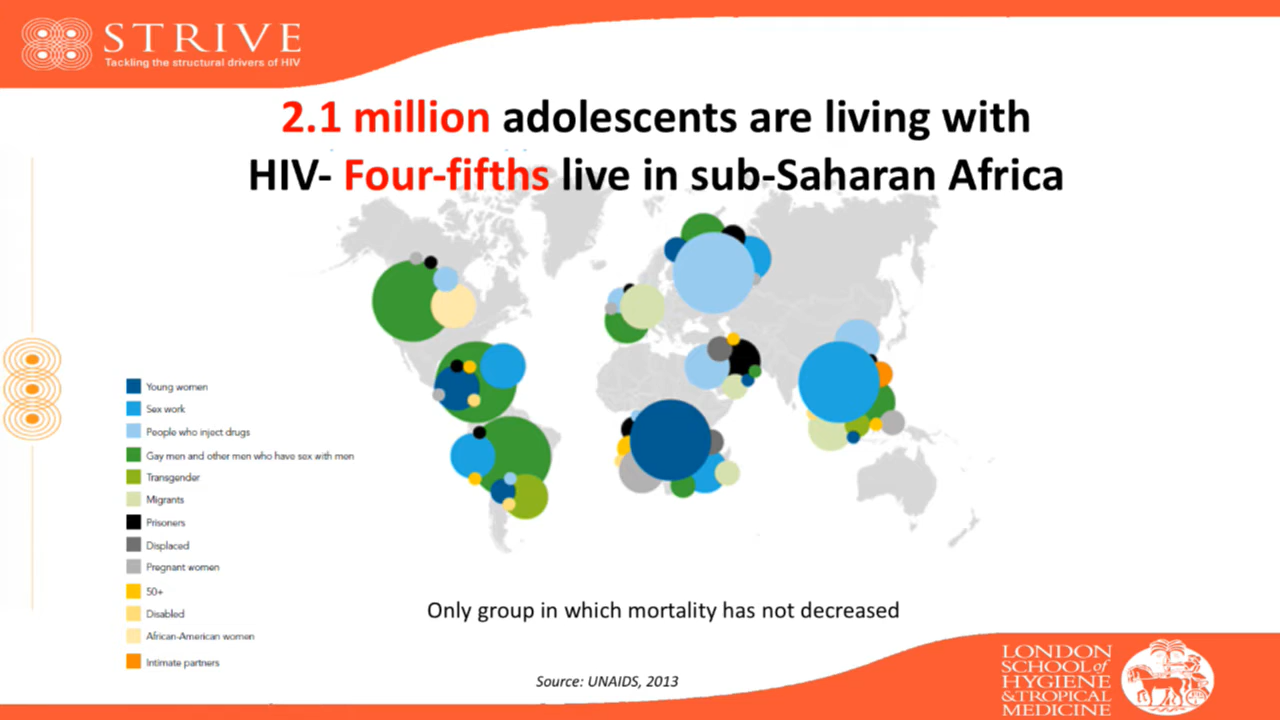 STRIVE
Tackling the structural drivers of HIV
2.1 million adolescents are living with
HIV- Four-fifths live in sub-Saharan Africa
Young women
Sex work
People who inject drugs
Gay men and other men who have sex with men
Transgender
Migrants
Prisoners
Displaced
Pregnant women
50+
Disabled
African-American women
Intimate partners
Only group in which mortality has not decreased
Source: UNAIDS, 2013
LONDON
SCHOOL of
HYGIENE
& TROPICAL
MEDICINE